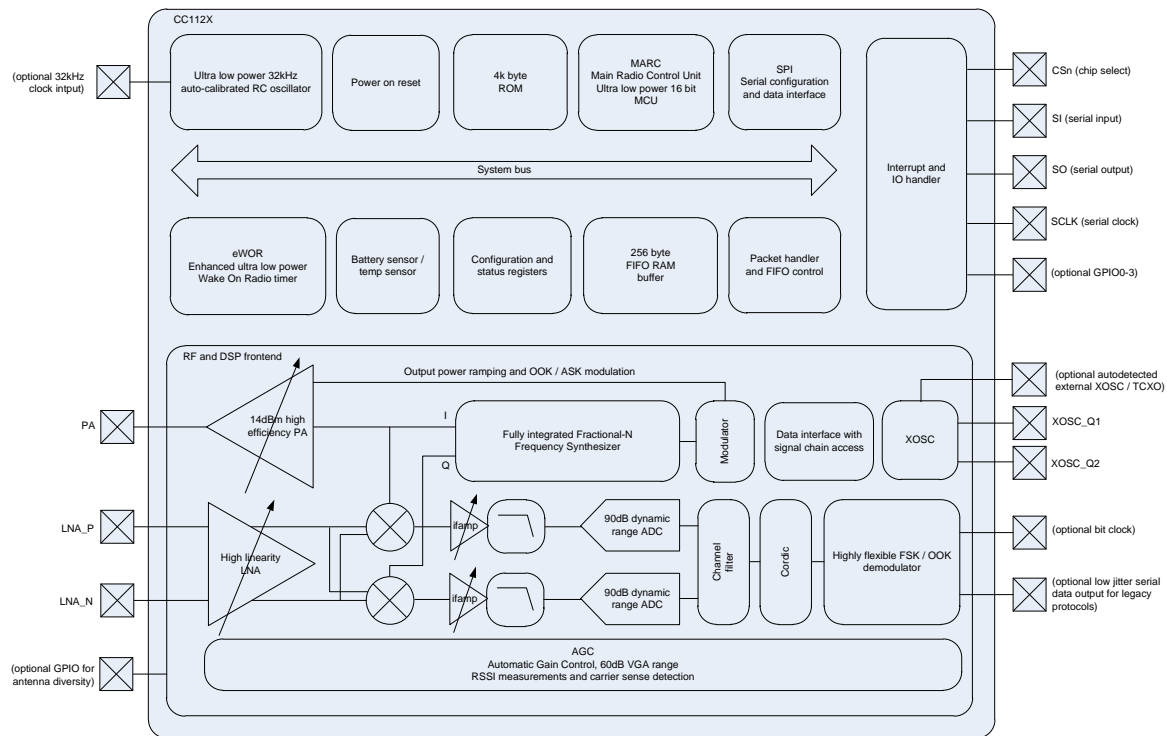 CC112X
(optional 32kHz
clock intput)
Ultra low power 32kHz
auto-calibrated RC oscillator
Power on reset
4k byte
ROM
MARC
Main Radio Control Unit
Ultra low power 16 bit
MCU
SPI
Serial configuration
and data interface
CSn (chip select)
SI (serial input)
Interrupt and
IO handler
System bus
SO (serial output)
SCLK (serial clock)
(optional GPIO0-3)
eWOR
Enhanced ultra low power
Wake On Radio timer
Battery sensor /
temp sensor
Configuration and
status registers
256 byte
FIFO RAM
buffer
Packet handler
and FIFO control
RF and DSP frontend
Output power ramping and OOK / ASK modulation
(optional autodetected
external XOSC / TCXO)
PA
14dBm high
efficiency PA
I
Q
Fully integrated Fractional-N
Frequency Synthesizer
Modulator
Data interface with
signal chain access
XOSC
XOSC_Q1
XOSC_Q2
LNA_P
LNA_N
High linearity
LNA
ifamp
90dB dynamic
range ADC
ifamp
90dB dynamic
range ADC
Channel
filter
Cordic
Highly flexible FSK / OOK
demodulator
(optional bit clock)
(optional low jitter serial
data output for legacy
protocols)
(optional GPIO for
antenna diversity)
AGC
Automatic Gain Control, 60dB VGA range
RSSI measurements and carrier sense detection